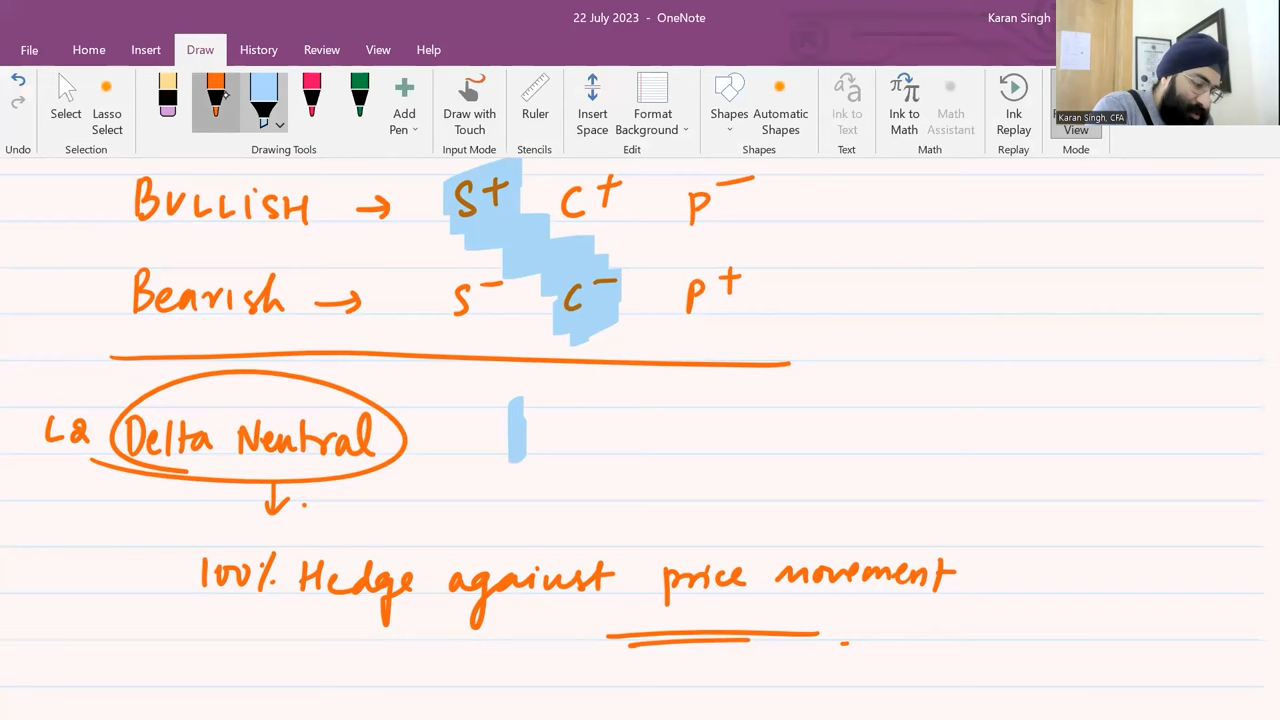 22 July 2023 - OneNote
Karan Singh
File Home Insert Draw History Review View Help
Select
Lasso Select
Add Pen
Draw with Touch
Ruler
Insert Space
Format Background
Shapes
Automatic Shapes
Ink to Text
Ink to Math
Math Assistant
Ink Replay
View
Karan Singh, CFA
Undo Selection Drawing Tools Input Mode Stencils Edit Shapes Text Math Replay Mode
BULLISH → S+ C+ P−
Bearish → S− C− P+
L2 Delta Neutral
↓
100% Hedge against price movement